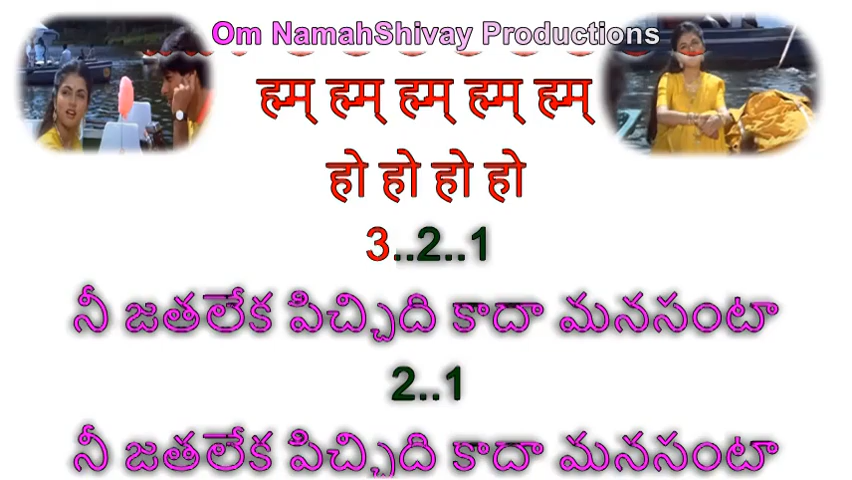 Om NamahShivay Productions
ह्म्म् ह्म्म् ह्म्म् ह्म्म् ह्म्म्
हो हो हो हो
3..2..1
నీ జతలేక పిచ్చిది కాదా మనసంటా
2..1
నీ జతలేక పిచ్చిది కాదా మనసంటా